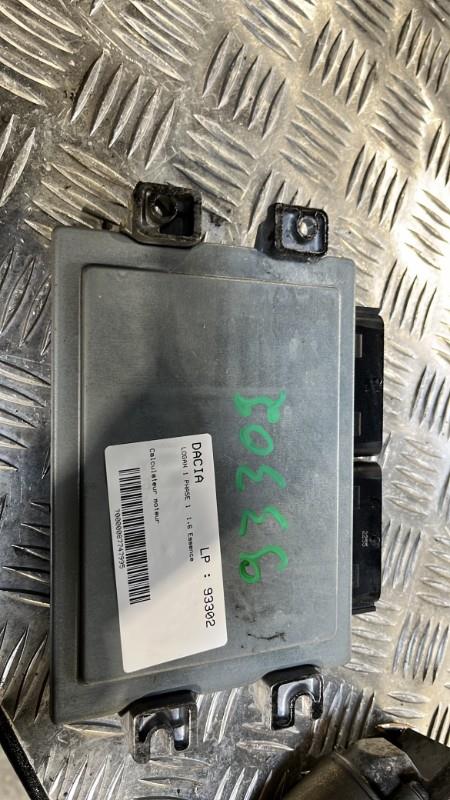 DACIA
LOGAN 1 PHASE 1 1.6 Essence
LP : 93302
Calculateur moteur
93302